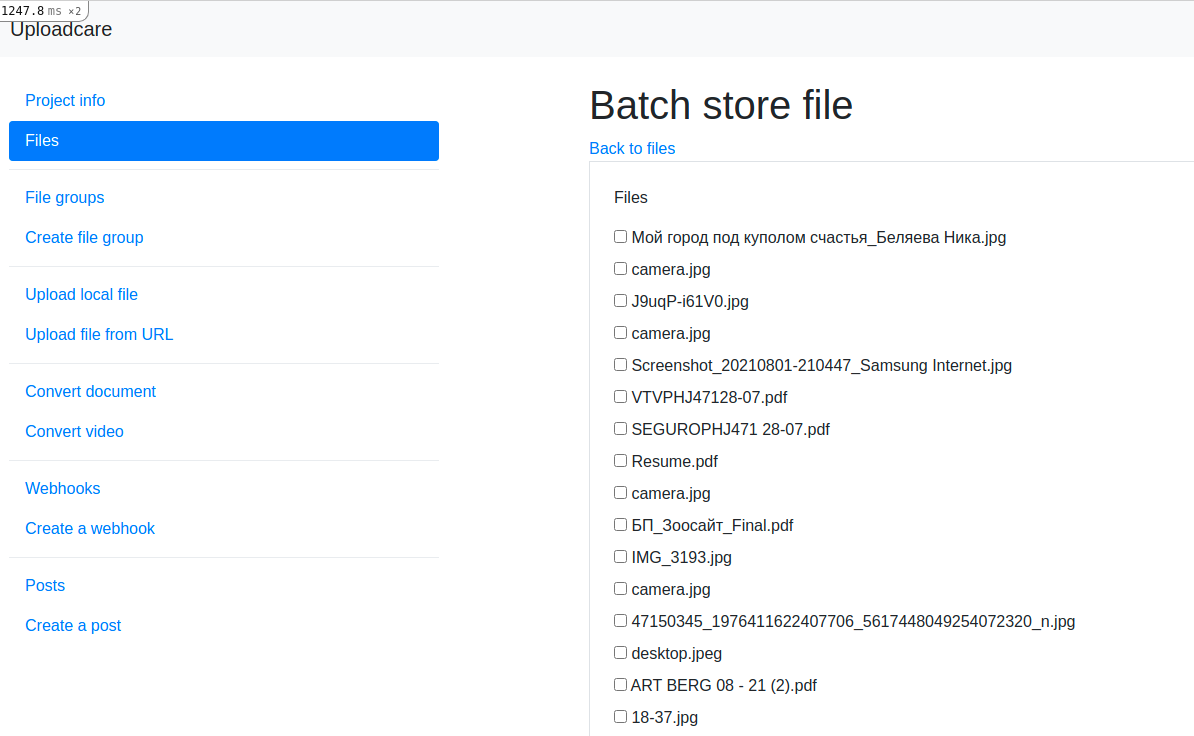 1247.8 ms ×2
Uploadcare
Project info
Files
File groups
Create file group
Upload local file
Upload file from URL
Convert document
Convert video
Webhooks
Create a webhook
Posts
Create a post
Batch store file
Back to files
Files
Мой город под куполом счастья_Беляева Ника.jpg
camera.jpg
J9uqP-i61V0.jpg
camera.jpg
Screenshot_20210801-210447_Samsung Internet.jpg
VTVPHJ47128-07.pdf
SEGUROPHJ471 28-07.pdf
Resume.pdf
camera.jpg
БП_Зоосайт_Final.pdf
IMG_3193.jpg
camera.jpg
47150345_1976411622407706_5617448049254072320_n.jpg
desktop.jpeg
ART BERG 08 - 21 (2).pdf
18-37.jpg